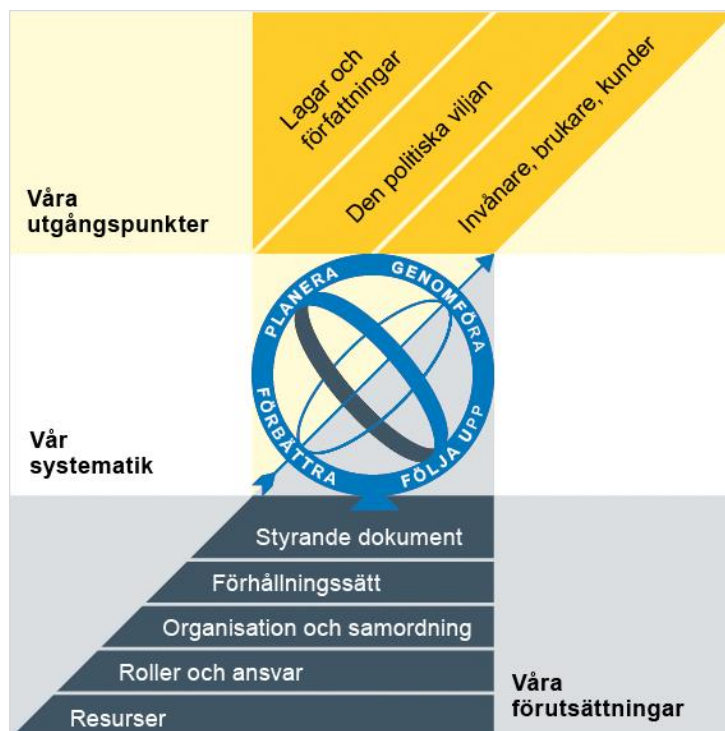 Lagar och
författningar
Den politiska viljan
Invånare, brukare, kunder
Våra
utgångspunkter
PLANERA
GENOMFÖRA
FÖLJA UPP
FÖRBÄTTRA
Vår
systematik
Styrande dokument
Förhållningssätt
Organisation och samordning
Roller och ansvar
Resurser
Våra
förutsättningar